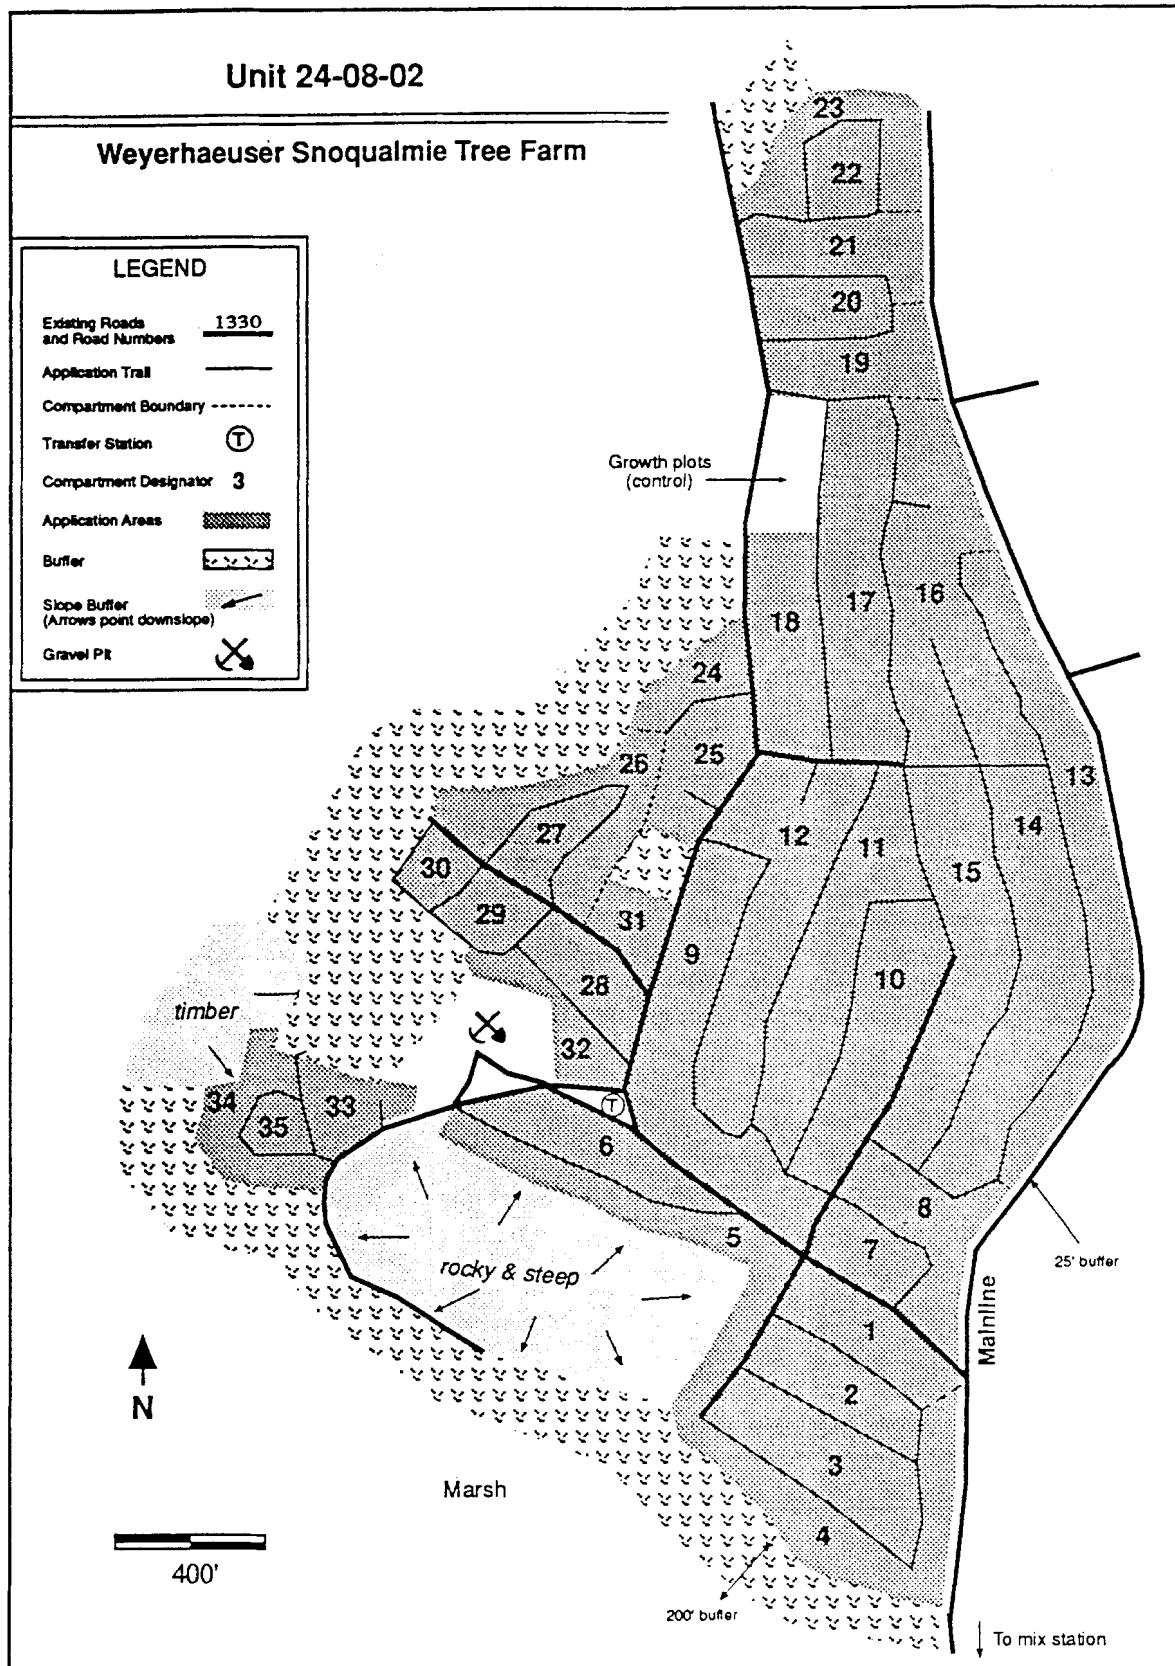 Unit 24-08-02
Weyerhaeuser Snoqualmie Tree Farm
LEGEND
Existing Roads
and Road Numbers
1330
Application Trail
Compartment Boundary
Transfer Station
T
Compartment Designator 3
Application Areas
Buffer
Slope Buffer
(Arrows point downslope)
Gravel Pit
23
22
21
20
19
Growth plots
(control)
16
17
18
24
25
26
13
14
12
11
15
27
30
29
31
9
28
10
timber
32
34
33
35
T
6
8
5
7
25' buffer
rocky & steep
Mainline
1
N
2
3
Marsh
4
400'
200' buffer
To mix station